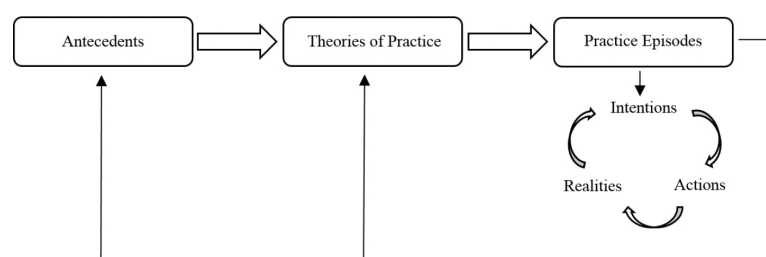 Antecedents
Theories of Practice
Practice Episodes
Intentions
Realities
Actions